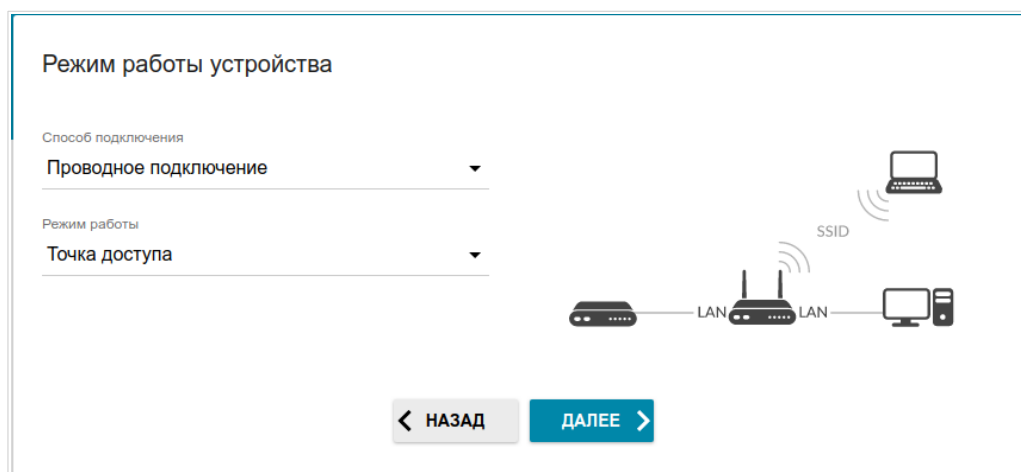 Режим работы устройства
Способ подключения
Проводное подключение
Режим работы
Точка доступа
SSID
LAN
LAN
НАЗАД
ДАЛЕЕ